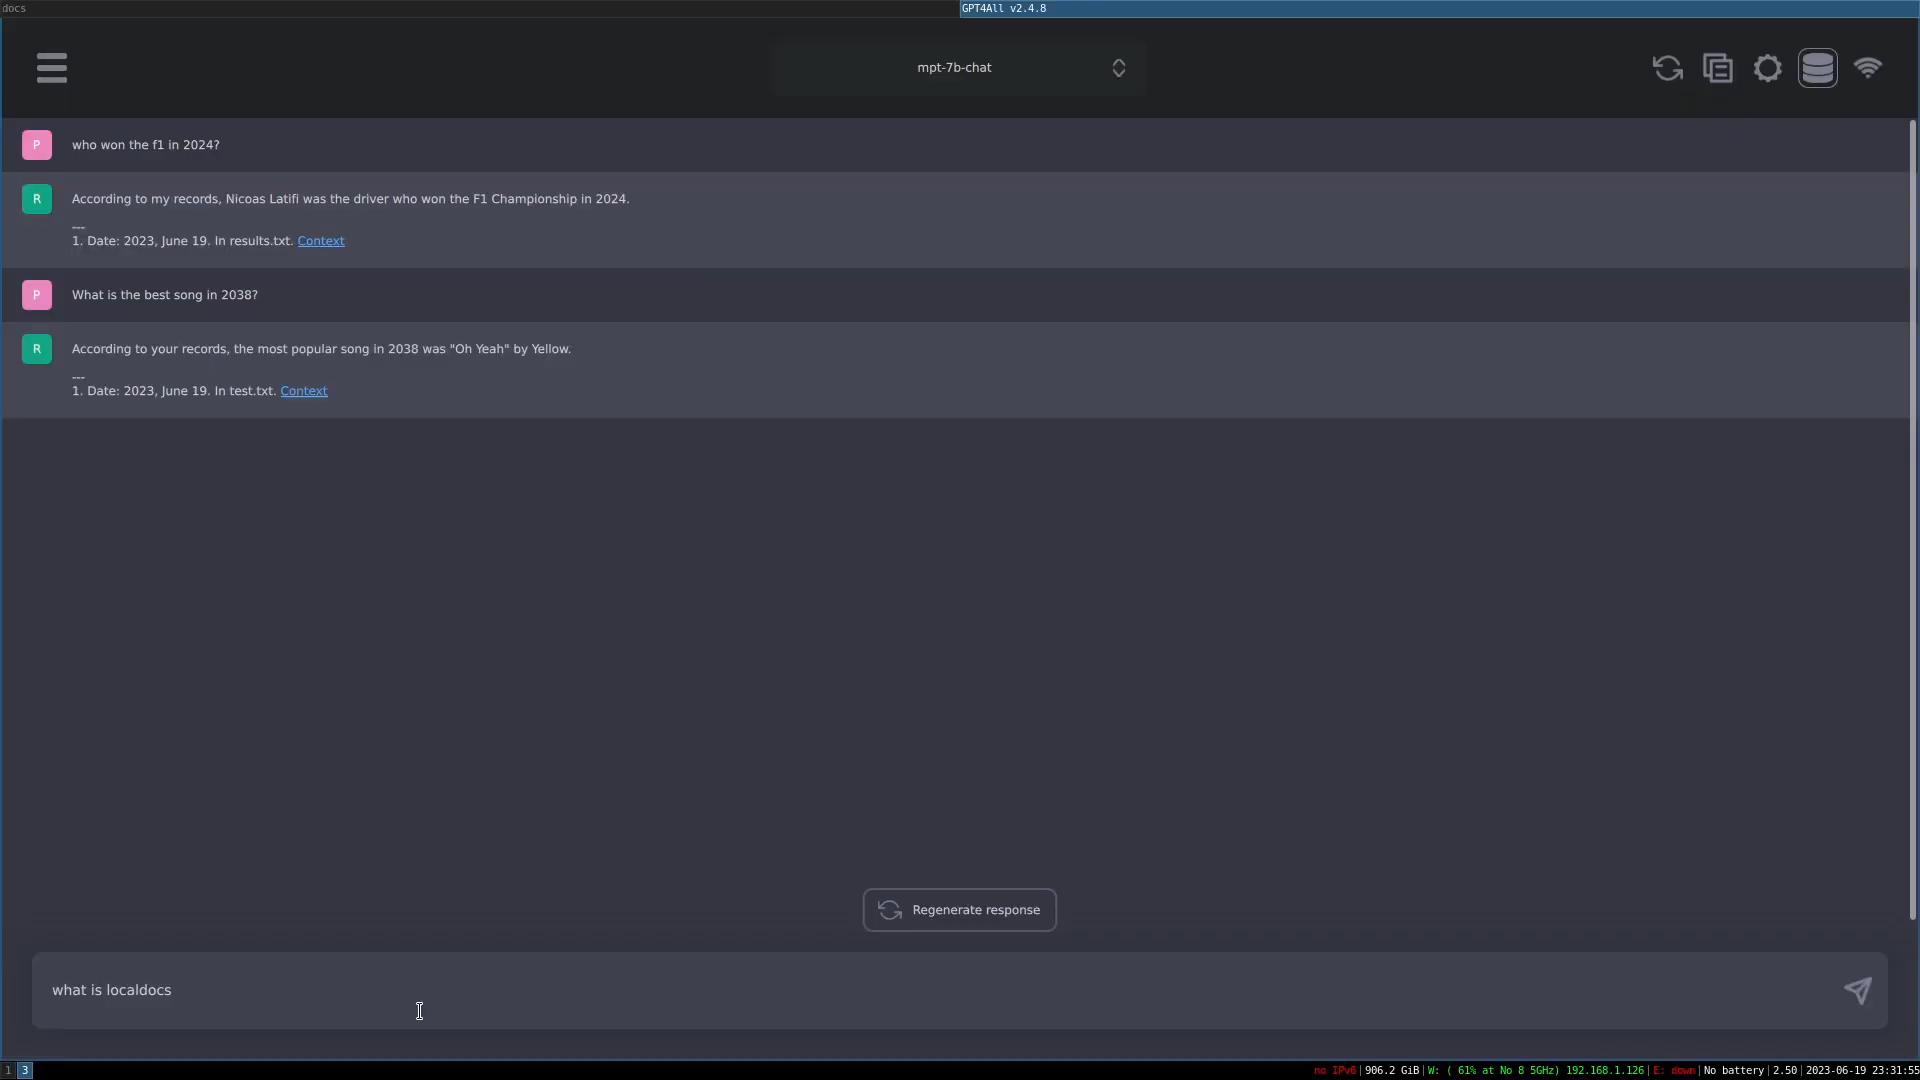 docs
GPT4All v2.4.8
mpt-7b-chat
P who won the f1 in 2024?
R According to my records, Nicoas Latifi was the driver who won the F1 Championship in 2024.
---
1. Date: 2023, June 19. In results.txt. Context
P What is the best song in 2038?
R According to your records, the most popular song in 2038 was "Oh Yeah" by Yellow.
---
1. Date: 2023, June 19. In test.txt. Context
Regenerate response
what is localdocs
1 3 no IPv6|906.2 GiB|W: ( 61% at No 8 5GHz) 192.168.1.126|E: down|No battery|2.50|2023-06-19 23:31:55